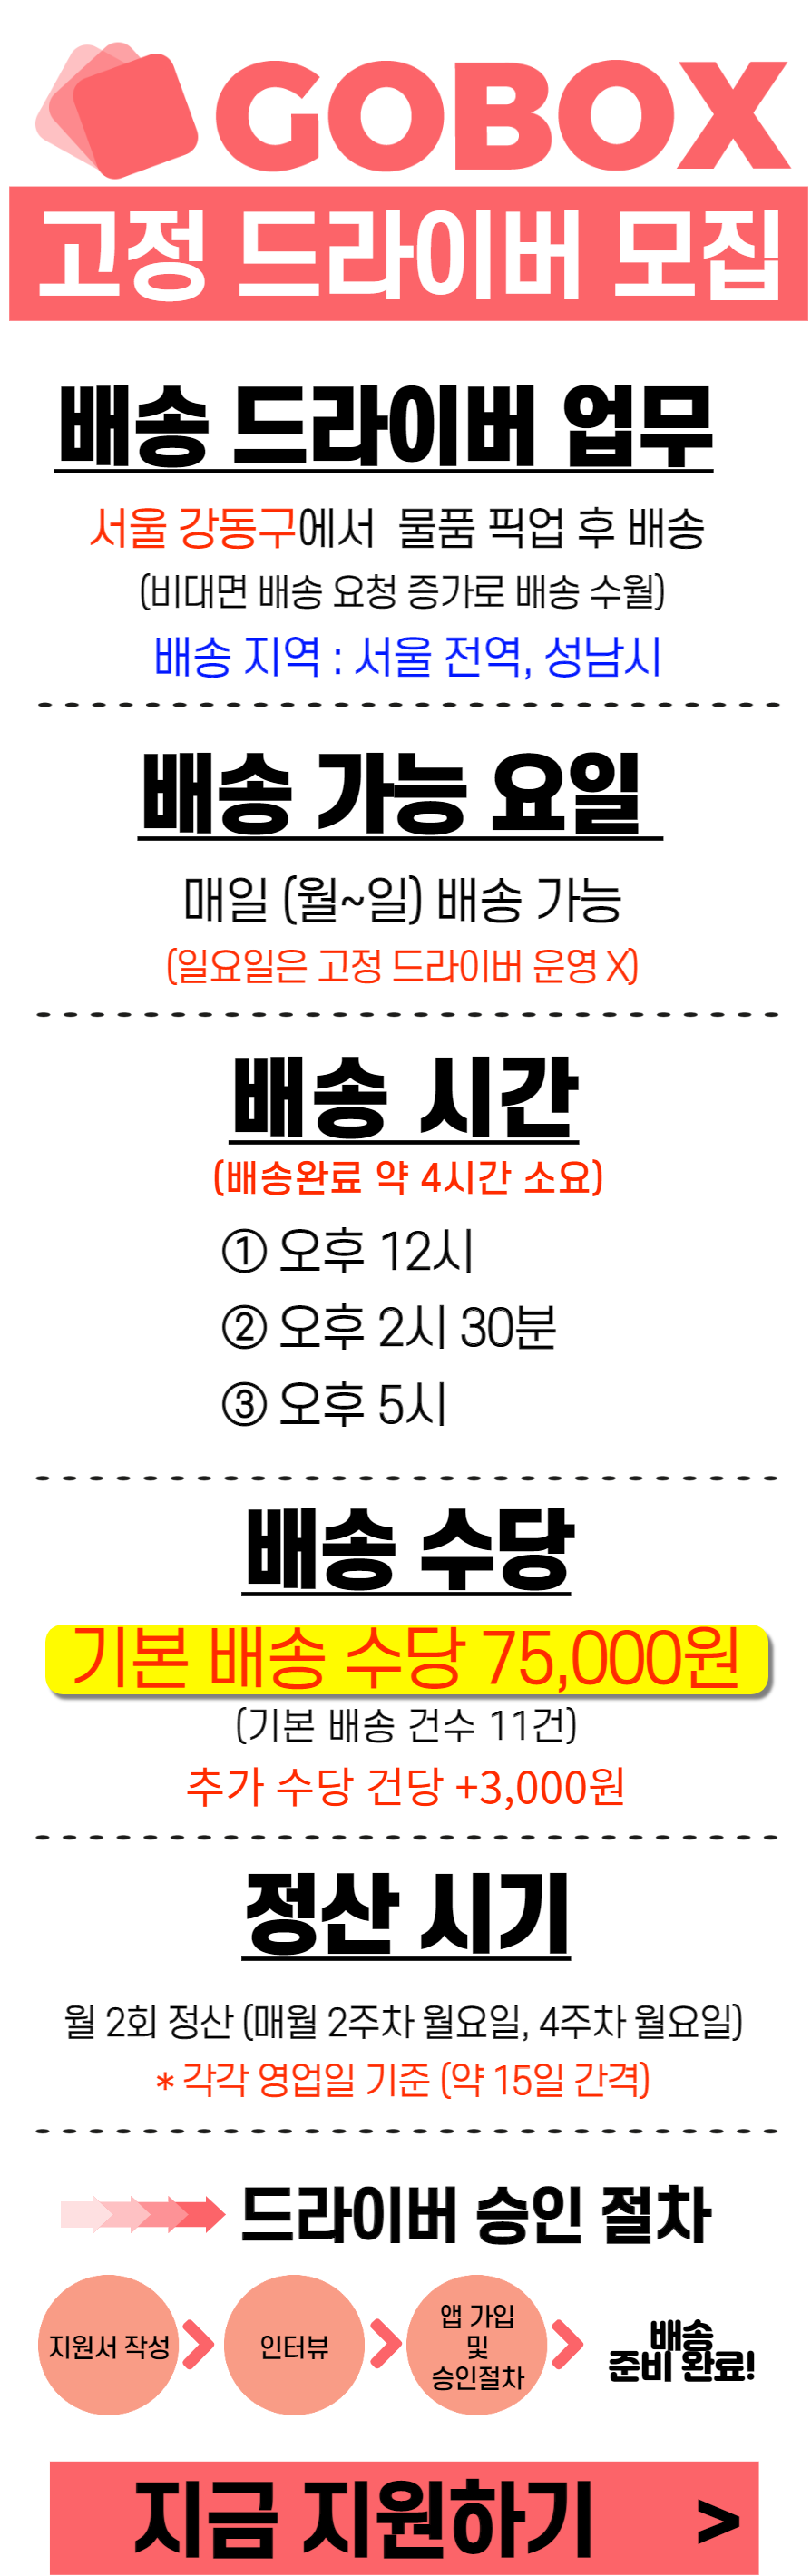 GOBOX
고정 드라이버 모집
배송 드라이버 업무
서울 강동구에서 물품 픽업 후 배송
(비대면 배송 요청 증가로 배송 수월)
배송 지역 : 서울 전역, 성남시
배송 가능 요일
매일 (월~일) 배송 가능
(일요일은 고정 드라이버 운영 X)
배송 시간
(배송완료 약 4시간 소요)
① 오후 12시
② 오후 2시 30분
③ 오후 5시
배송 수당
기본 배송 수당 75,000원
(기본 배송 건수 11건)
추가 수당 건당 +3,000원
정산 시기
월 2회 정산 (매월 2주차 월요일, 4주차 월요일)
* 각각 영업일 기준 (약 15일 간격)
드라이버 승인 절차
지원서 작성
인터뷰
앱 가입
및
승인절차
배송
준비 완료!
지금 지원하기 >